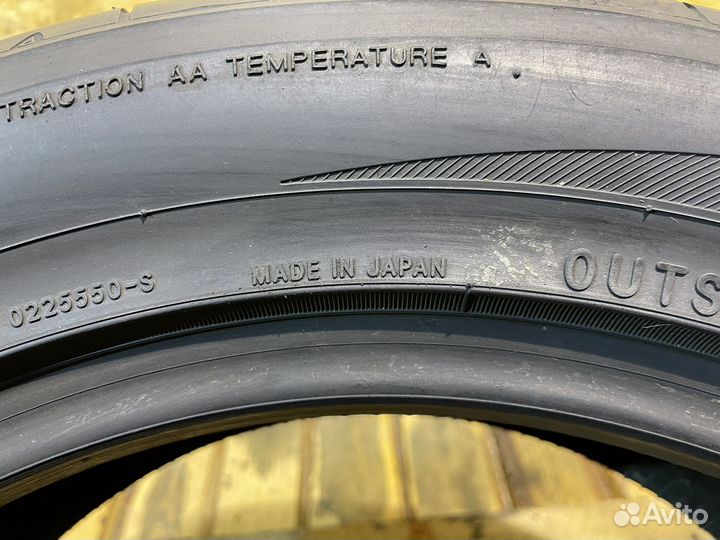 TRACTION AA TEMPERATURE A
0225550-S MADE IN JAPAN OUTS
Avito